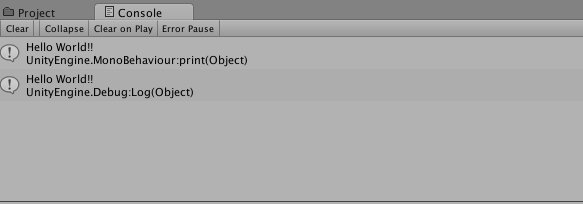 Project Console
Clear Collapse Clear on Play Error Pause
Hello World!!
UnityEngine.MonoBehaviour:print(Object)
Hello World!!
UnityEngine.Debug:Log(Object)